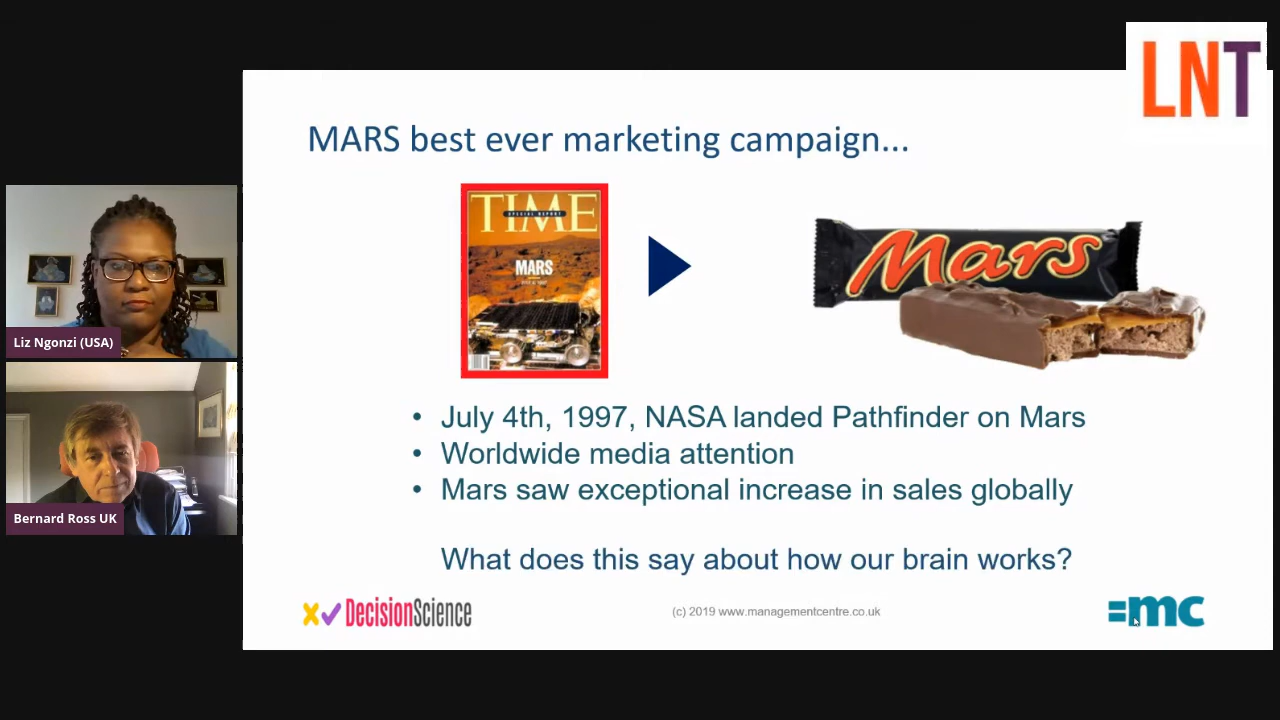 LNT
MARS best ever marketing campaign...
TIME
SPECIAL REPORT
MARS
Mars
Liz Ngonzi (USA)
• July 4th, 1997, NASA landed Pathfinder on Mars
• Worldwide media attention
• Mars saw exceptional increase in sales globally
Bernard Ross UK
What does this say about how our brain works?
DecisionScience
(c) 2019 www.managementcentre.co.uk
=mc